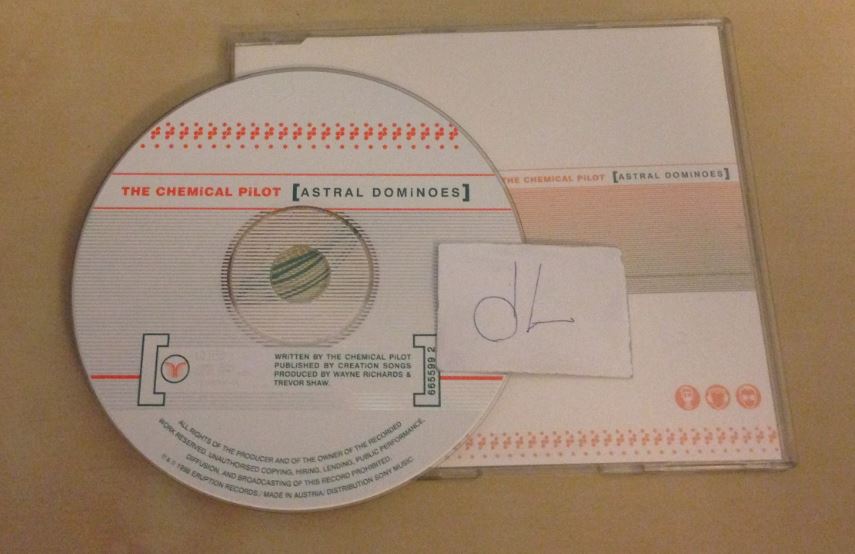 THE CHEMiCAL PiLOT [ASTRAL DOMiNOES]
THE CHEMiCAL PiLOT [ASTRAL DOMiNOES]
dL
WRITTEN BY THE CHEMICAL PILOT
PUBLISHED BY CREATION SONGS
PRODUCED BY WAYNE RICHARDS &
TREVOR SHAW.
665599 2
ALL RIGHTS OF THE PRODUCER AND OF THE OWNER OF THE RECORDED
WORK RESERVED. UNAUTHORISED COPYING, HIRING, LENDING, PUBLIC PERFORMANCE,
DIFFUSION, AND BROADCASTING OF THIS RECORD PROHIBITED.
℗ & © 1998 ERUPTION RECORDS / MADE IN AUSTRIA/ DISTRIBUTION SONY MUSIC